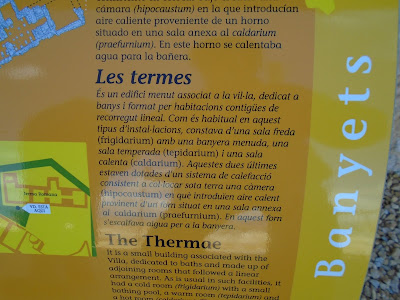 cámara (hipocaustum) en la que introducían
aire caliente proveniente de un horno
situado en una sala anexa al caldarium
(praefurnium). En este horno se calentaba
agua para la bañera.
Les termes
És un edifici menut associat a la vil·la, dedicat a
banys i format per habitacions contigües de
recorregut lineal. Com és habitual en aquest
tipus d'instal·lacions, constava d'una sala freda
(frigidarium) amb una banyera menuda, una
sala temperada (tepidarium) i una sala
calenta (caldarium). Aquestes dues últimes
estaven dotades d'un sistema de calefacció
consistent a col·locar sota terra una càmera
(hipocaustum) en què introduïen aire calent
provinent d'un forn situat en una sala annexa
al caldarium (praefurnium). En aquest forn
s'escalfava aigua per a la banyera.
The Thermae
It is a small building associated with the
Villa, dedicated to baths and made up of
adjoining rooms that followed a linear
arrangement. As is usual in such facilities, it
had a cold room (frigidarium) with a small
bathing pool, a warm room (tepidarium) and
a hot room
Banyets